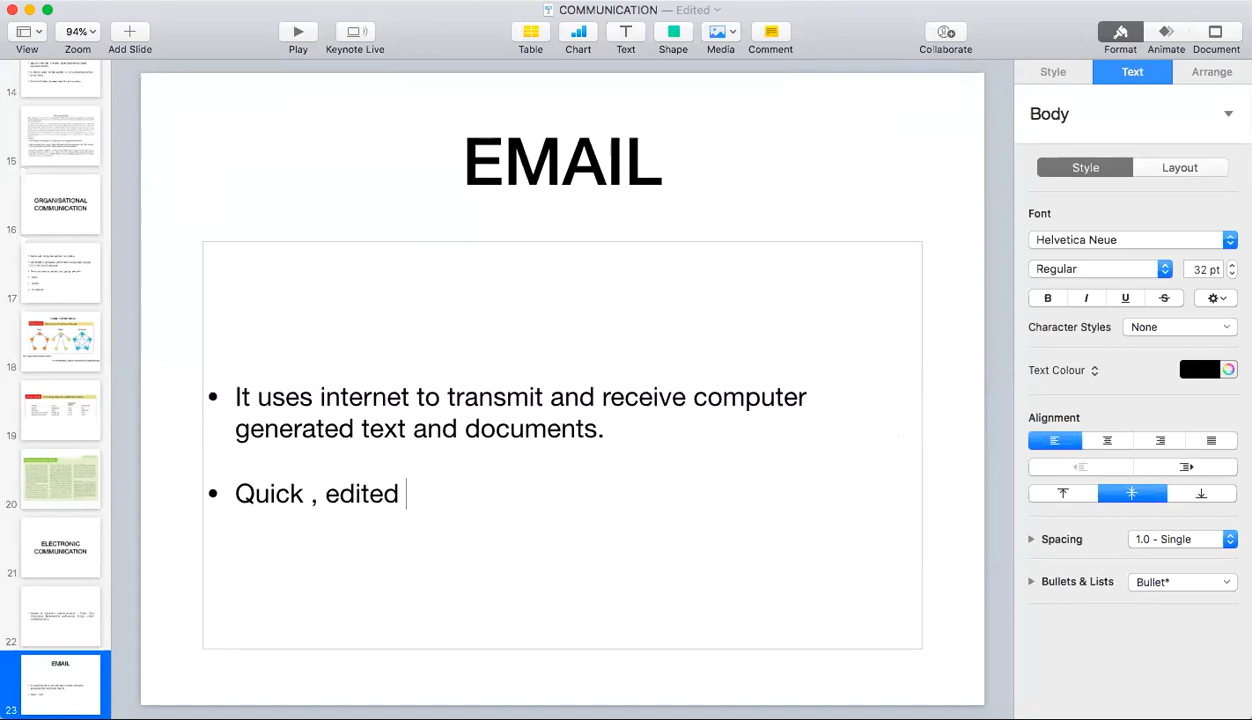 COMMUNICATION — Edited
94%
View
Zoom
Add Slide
Play
Keynote Live
Table
Chart
Text
Shape
Media
Comment
Collaborate
Format
Animate
Document
Style
Text
Arrange
Body
Style
Layout
Font
Helvetica Neue
Regular
32 pt
B I U S
Character Styles
None
Text Colour
Alignment
Spacing
1.0 - Single
Bullets & Lists
Bullet*
14
15
ORGANISATIONAL
COMMUNICATION
16
17
18
19
20
ELECTRONIC
COMMUNICATION
21
22
EMAIL
23
EMAIL
• It uses internet to transmit and receive computer
generated text and documents.
• Quick , edited